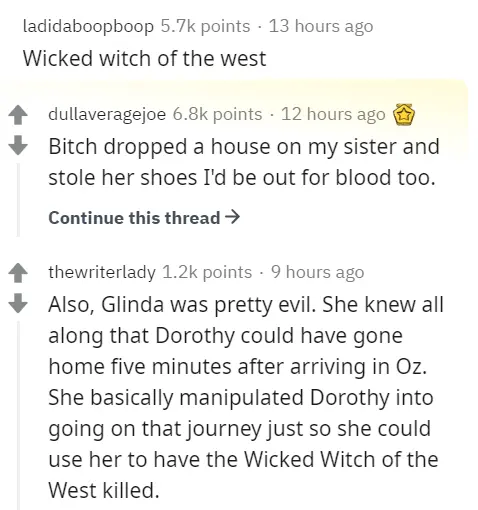 ladidaboopboop 5.7k points · 13 hours ago
Wicked witch of the west
dullaveragejoe 6.8k points · 12 hours ago
Bitch dropped a house on my sister and
stole her shoes I'd be out for blood too.
Continue this thread →
thewriterlady 1.2k points · 9 hours ago
Also, Glinda was pretty evil. She knew all
along that Dorothy could have gone
home five minutes after arriving in Oz.
She basically manipulated Dorothy into
going on that journey just so she could
use her to have the Wicked Witch of the
West killed.